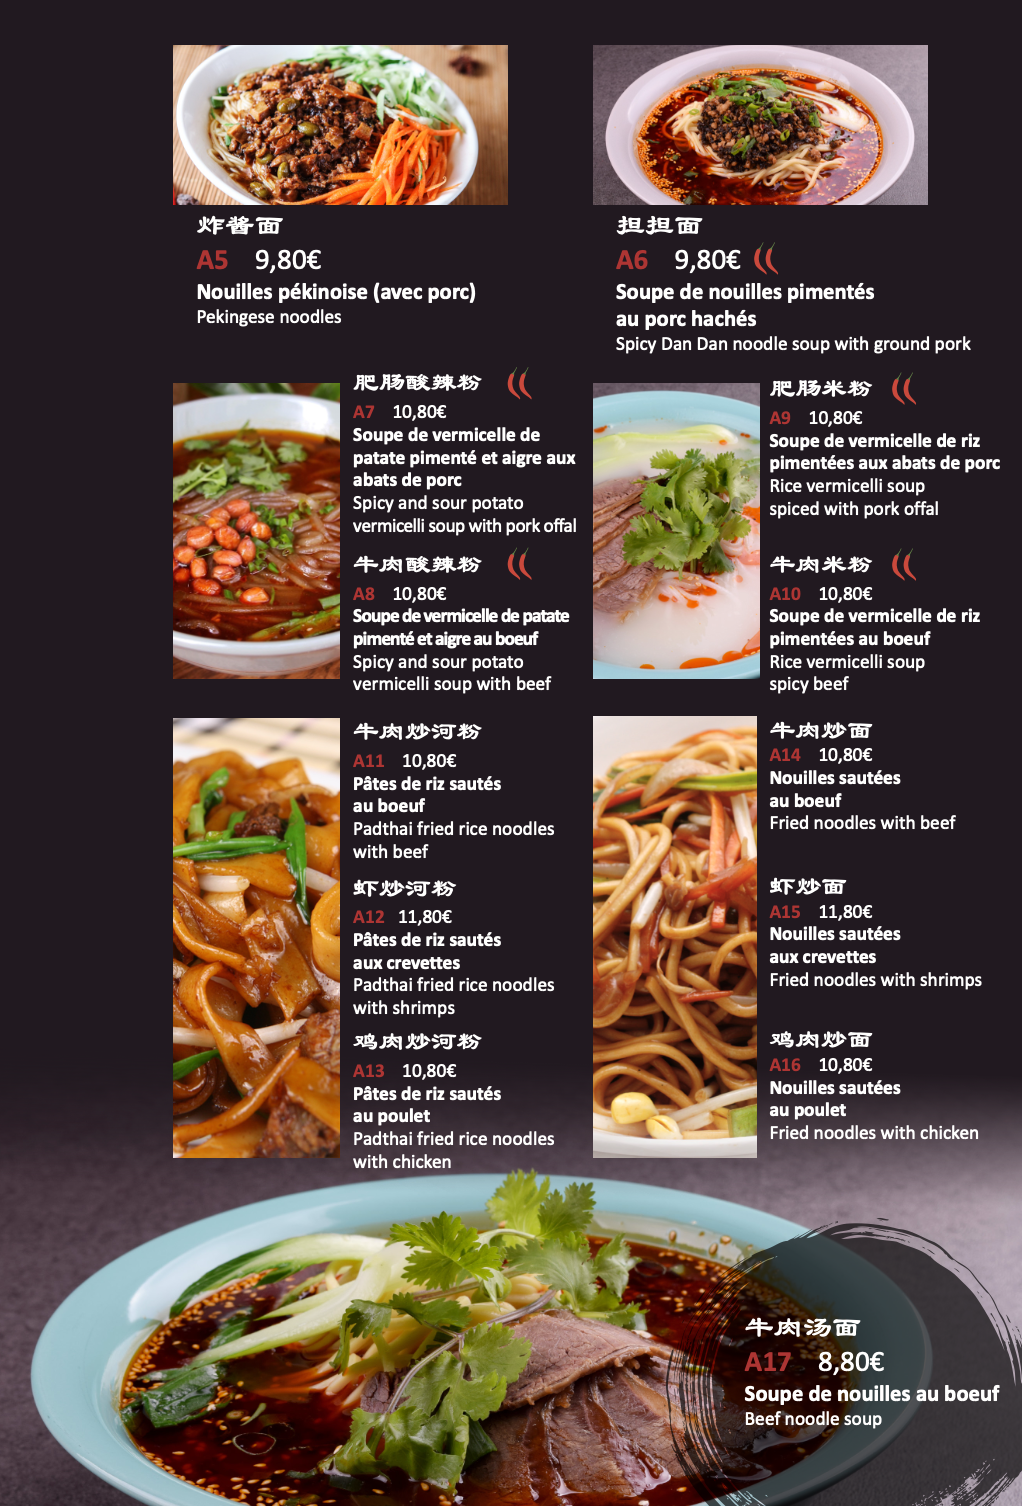 炸酱面
A5 9,80€
Nouilles pékinoise (avec porc)
Pekingese noodles
担担面
A6 9,80€
Soupe de nouilles pimentés
au porc hachés
Spicy Dan Dan noodle soup with ground pork
肥肠酸辣粉
A7 10,80€
Soupe de vermicelle de
patate pimenté et aigre aux
abats de porc
Spicy and sour potato
vermicelli soup with pork offal
牛肉酸辣粉
A8 10,80€
Soupe de vermicelle de patate
pimenté et aigre au boeuf
Spicy and sour potato
vermicelli soup with beef
肥肠米粉
A9 10,80€
Soupe de vermicelle de riz
pimentées aux abats de porc
Rice vermicelli soup
spiced with pork offal
牛肉米粉
A10 10,80€
Soupe de vermicelle de riz
pimentées au boeuf
Rice vermicelli soup
spicy beef
牛肉炒河粉
A11 10,80€
Pâtes de riz sautés
au boeuf
Padthai fried rice noodles
with beef
虾炒河粉
A12 11,80€
Pâtes de riz sautés
aux crevettes
Padthai fried rice noodles
with shrimps
鸡肉炒河粉
A13 10,80€
Pâtes de riz sautés
au poulet
Padthai fried rice noodles
with chicken
牛肉炒面
A14 10,80€
Nouilles sautées
au boeuf
Fried noodles with beef
虾炒面
A15 11,80€
Nouilles sautées
aux crevettes
Fried noodles with shrimps
鸡肉炒面
A16 10,80€
Nouilles sautées
au poulet
Fried noodles with chicken
牛肉汤面
A17 8,80€
Soupe de nouilles au boeuf
Beef noodle soup